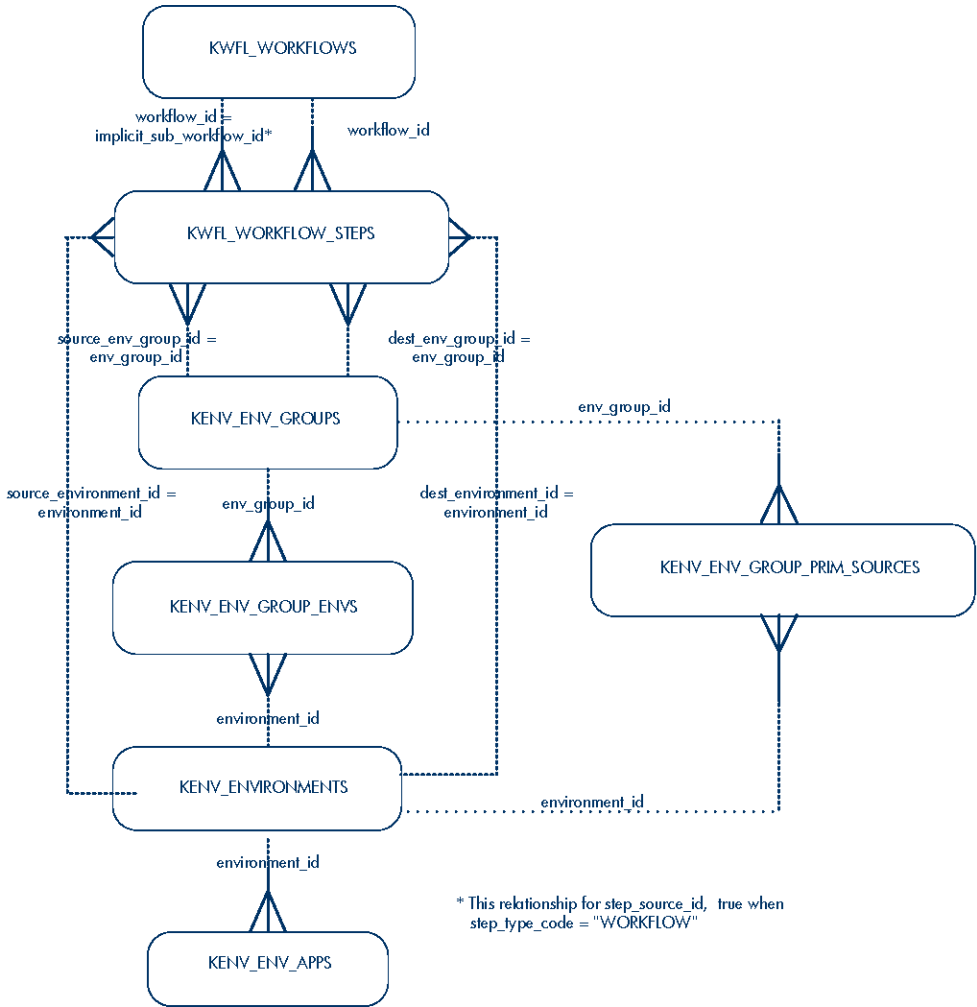 KWFL_WORKFLOWS
workflow_id =
implicit_sub_workflow_id*
workflow_id
KWFL_WORKFLOW_STEPS
source_env_group_id =
env_group_id
dest_env_group_id =
env_group_id
KENV_ENV_GROUPS
env_group_id
source_environment_id =
environment_id
env_group_id
dest_environment_id =
environment_id
KENV_ENV_GROUP_PRIM_SOURCES
KENV_ENV_GROUP_ENVS
environment_id
KENV_ENVIRONMENTS
environment_id
environment_id
* This relationship for step_source_id,  true when
step_type_code = "WORKFLOW"
KENV_ENV_APPS